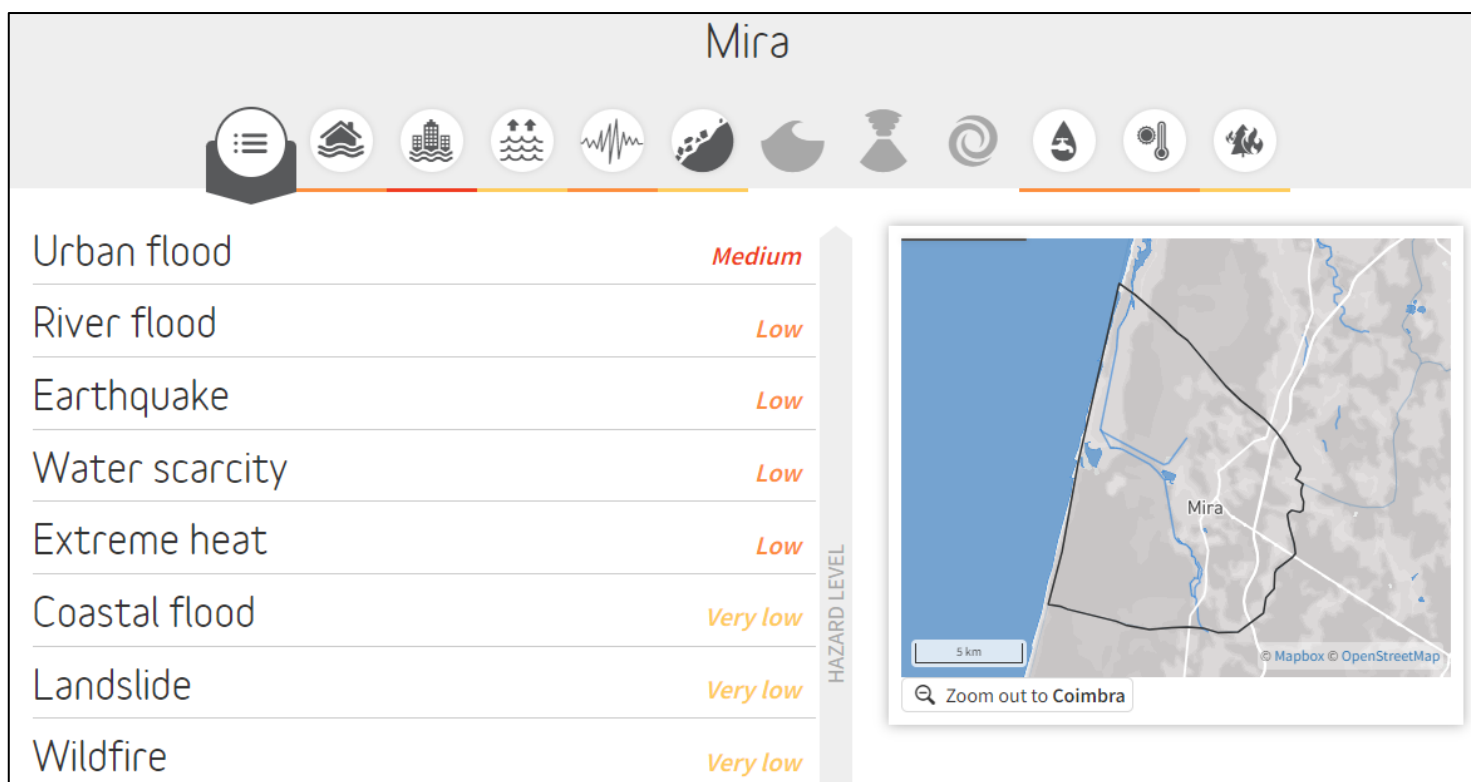 Mira
Urban flood Medium
River flood Low
Earthquake Low
Water scarcity Low
Extreme heat Low
Coastal flood Very low
Landslide Very low
Wildfire Very low
HAZARD LEVEL
Mira
5 km
© Mapbox © OpenStreetMap
Zoom out to Coimbra